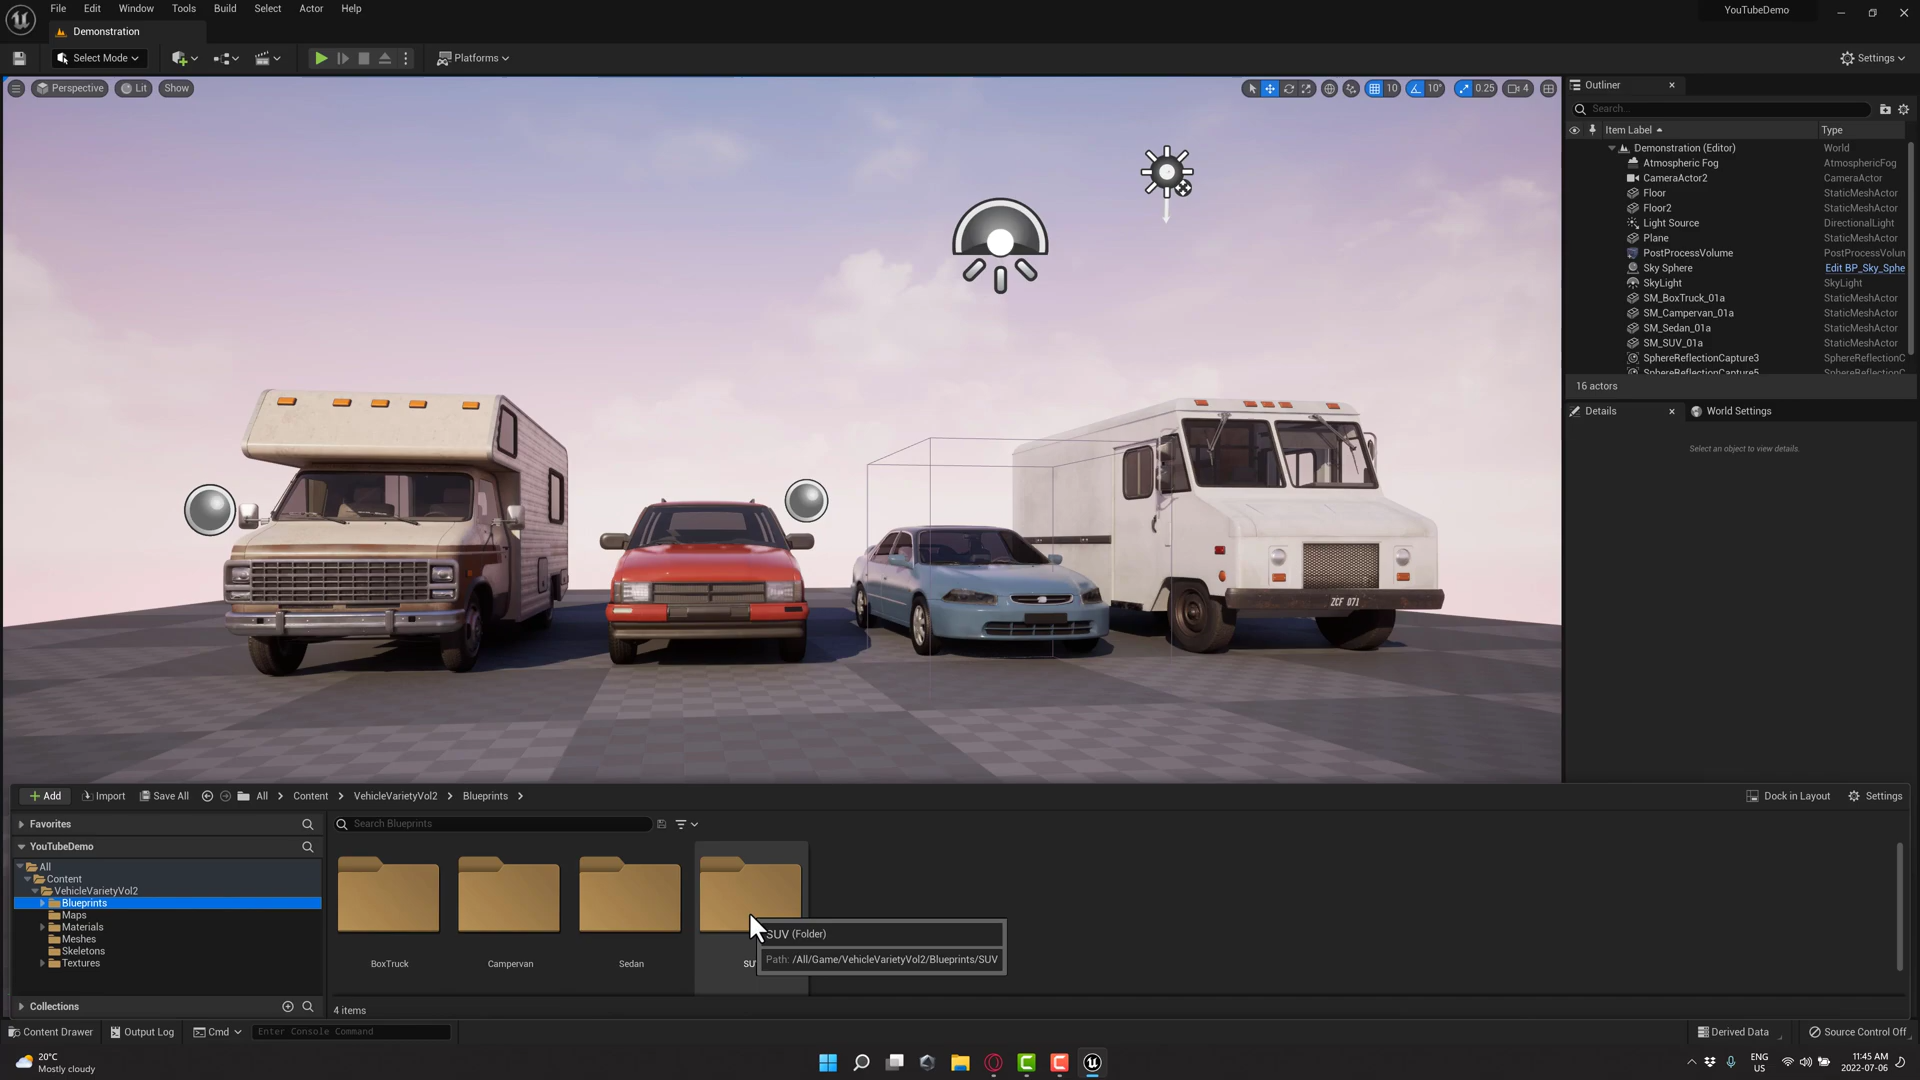 File Edit Window Tools Build Select Actor Help
YouTubeDemo
Demonstration
Select Mode
Platforms
Settings
Perspective Lit Show
10 10° 0.25 4
Outliner
Search...
Item Label Type
Demonstration (Editor) World
Atmospheric Fog AtmosphericFog
CameraActor2 CameraActor
Floor StaticMeshActor
Floor2 StaticMeshActor
Light Source DirectionalLight
Plane StaticMeshActor
PostProcessVolume PostProcessVolun
Sky Sphere Edit BP_Sky_Sphe
SkyLight SkyLight
SM_BoxTruck_01a StaticMeshActor
SM_Campervan_01a StaticMeshActor
SM_Sedan_01a StaticMeshActor
SM_SUV_01a StaticMeshActor
SphereReflectionCapture3 SphereReflectionC
SphereReflectionCapture5 SphereReflectionC
16 actors
Details World Settings
Select an object to view details.
ZCF 071
Add Import Save All All Content VehicleVarietyVol2 Blueprints
Dock in Layout Settings
Favorites
Search Blueprints
YouTubeDemo
All
Content
VehicleVarietyVol2
Blueprints
Maps
Materials
Meshes
Skeletons
Textures
BoxTruck Campervan Sedan SU
SUV (Folder)
Path: /All/Game/VehicleVarietyVol2/Blueprints/SUV
Collections
4 items
Content Drawer Output Log Cmd Enter Console Command
Derived Data Source Control Off
20°C
Mostly cloudy
ENG
US
11:45 AM
2022-07-06